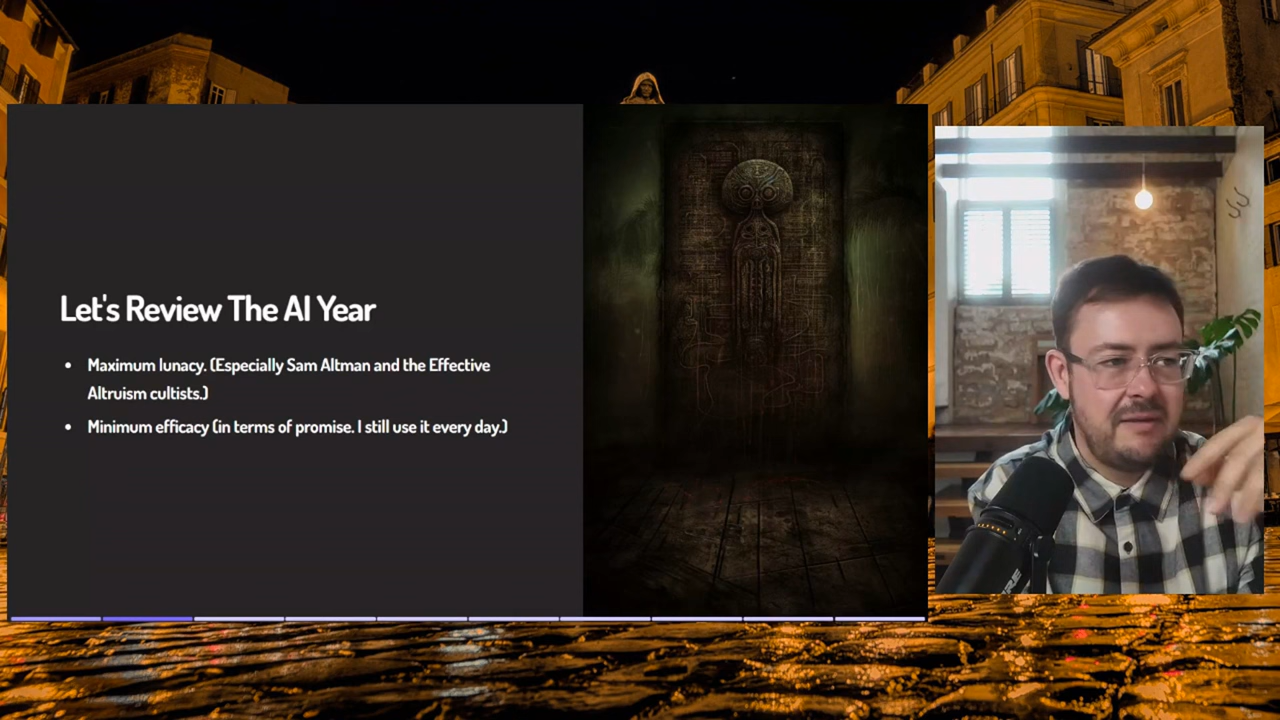 Let's Review The AI Year
Maximum lunacy. (Especially Sam Altman and the Effective
Altruism cultists.)
Minimum efficacy (in terms of promise. I still use it every day.)